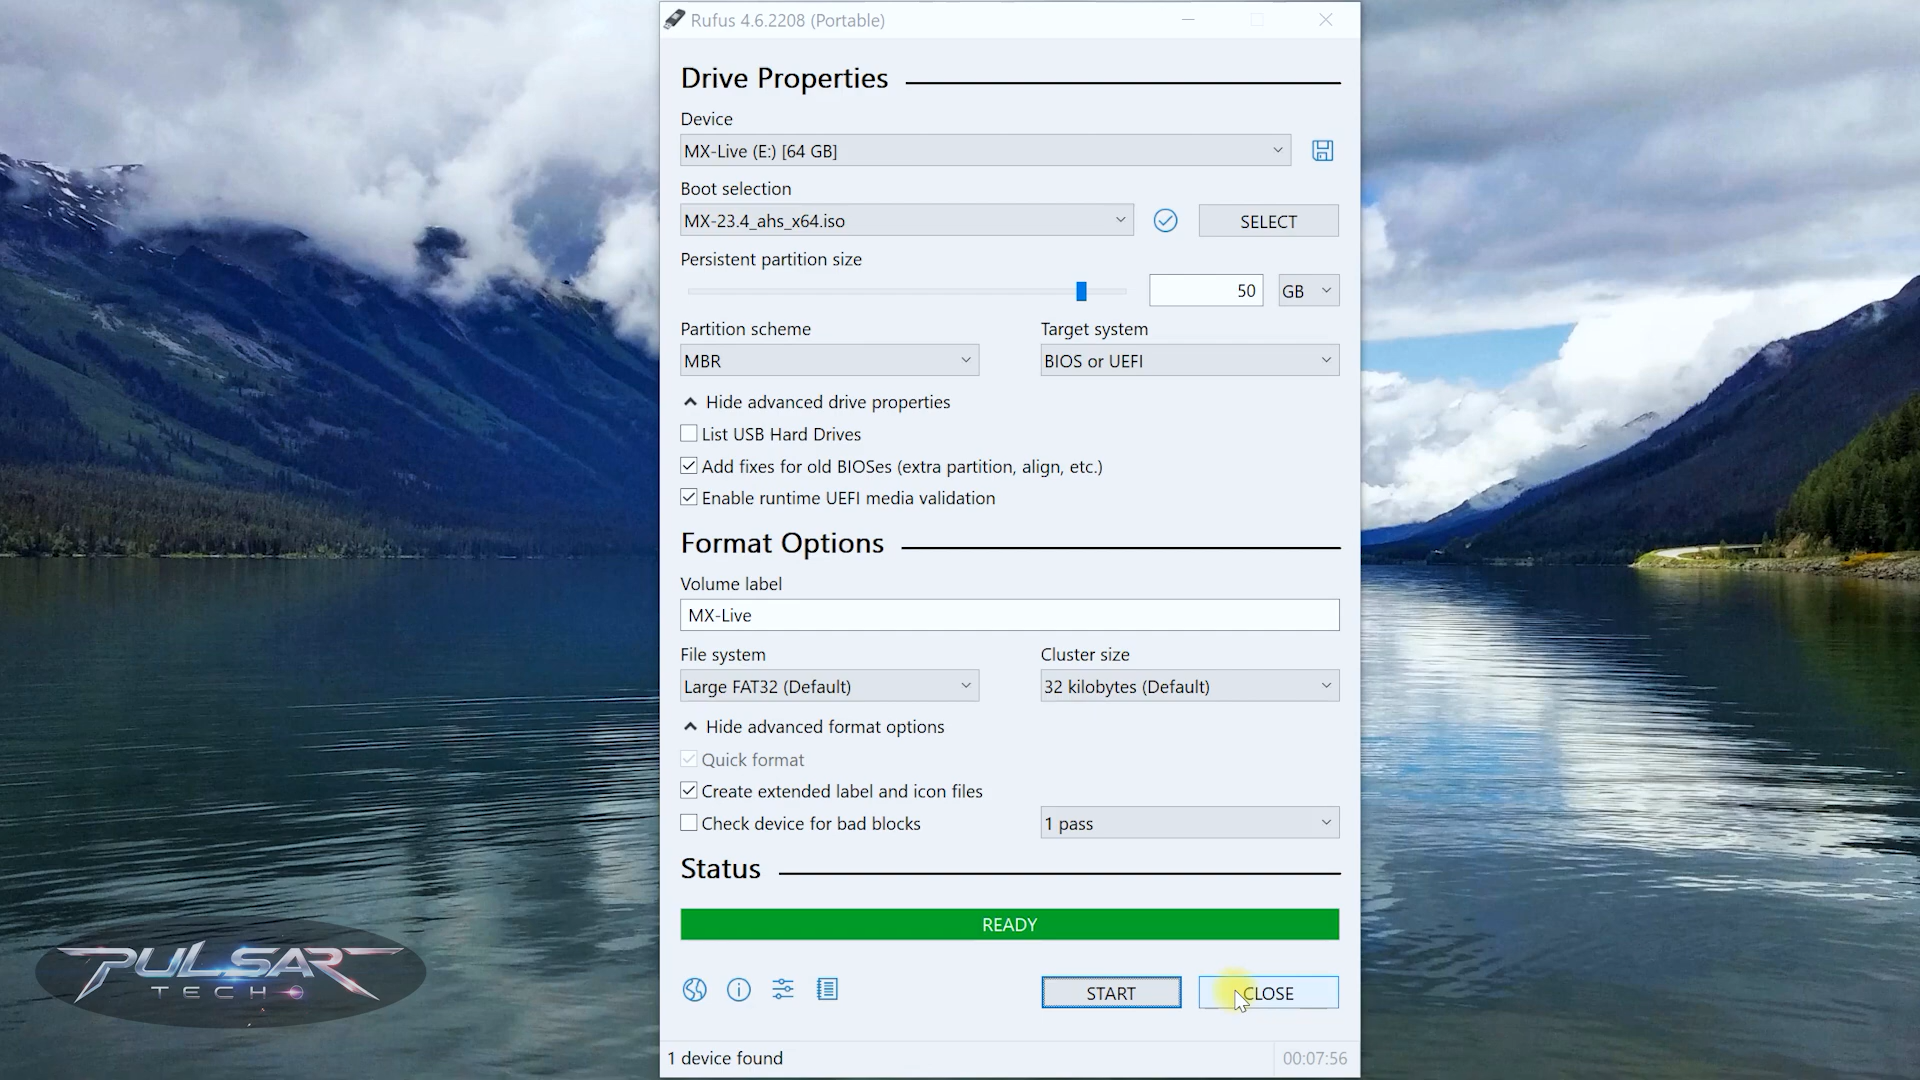 Rufus 4.6.2208 (Portable)
Drive Properties
Device
MX-Live (E:) [64 GB]
Boot selection
MX-23.4_ahs_x64.iso
SELECT
Persistent partition size
50
GB
Partition scheme
Target system
MBR
BIOS or UEFI
Hide advanced drive properties
List USB Hard Drives
Add fixes for old BIOSes (extra partition, align, etc.)
Enable runtime UEFI media validation
Format Options
Volume label
MX-Live
File system
Cluster size
Large FAT32 (Default)
32 kilobytes (Default)
Hide advanced format options
Quick format
Create extended label and icon files
Check device for bad blocks
1 pass
Status
READY
START
CLOSE
1 device found
00:07:56
PULSAR
TECH